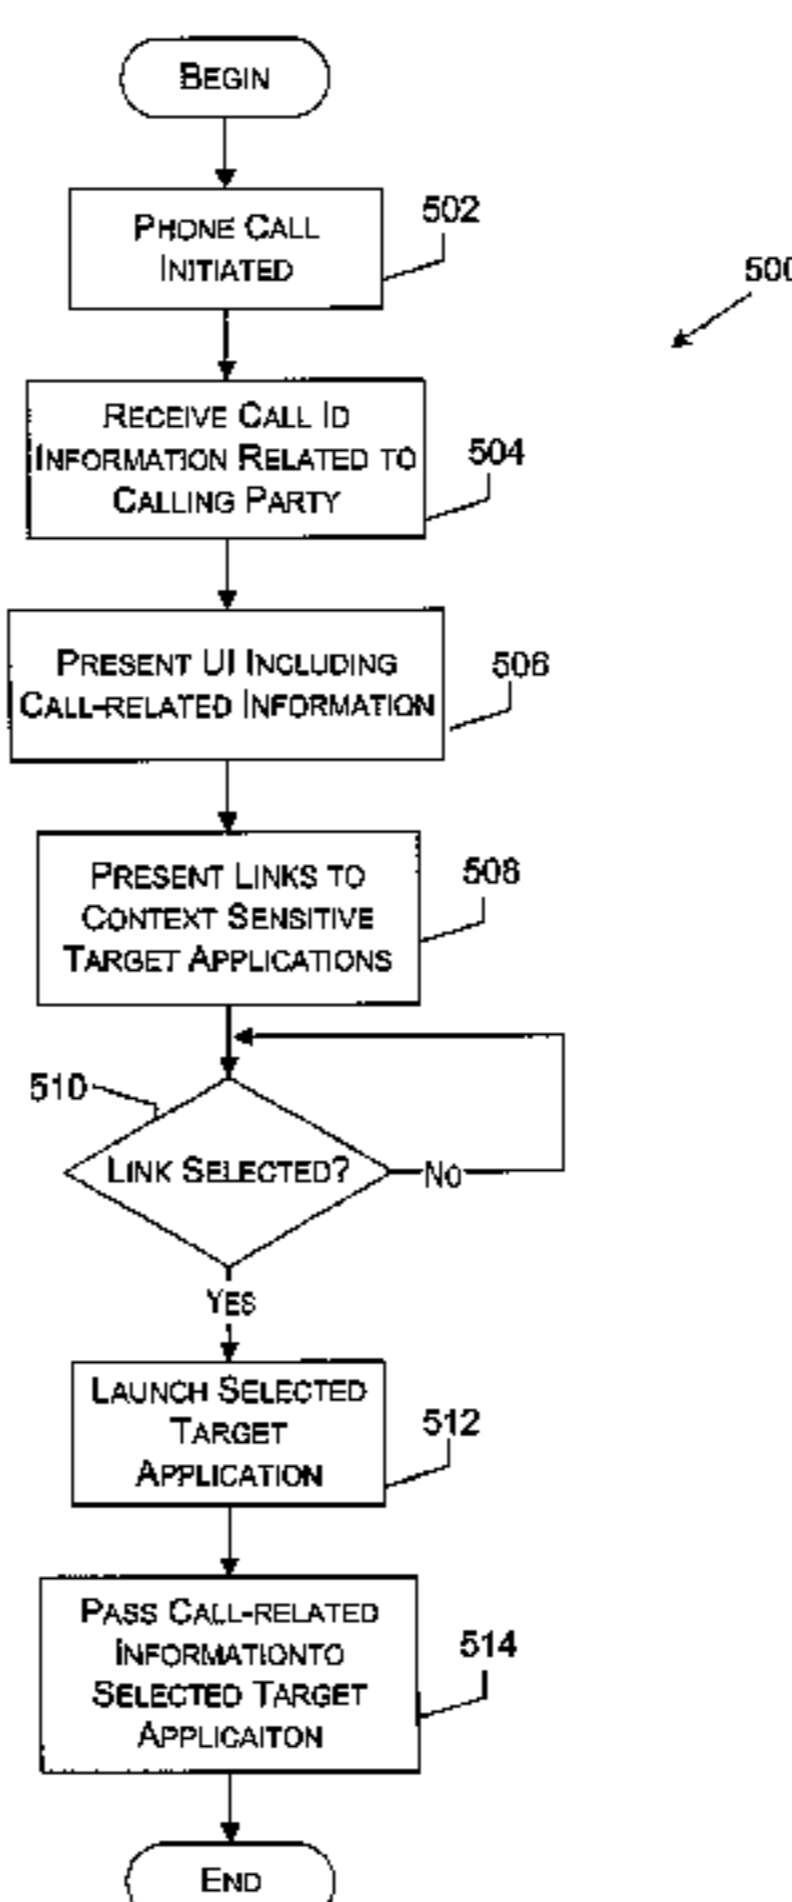 BEGIN
PHONE CALL
INITIATED
502
500
RECEIVE CALL ID
INFORMATION RELATED TO
CALLING PARTY
504
PRESENT UI INCLUDING
CALL-RELATED INFORMATION
506
PRESENT LINKS TO
CONTEXT SENSITIVE
TARGET APPLICATIONS
508
510
LINK SELECTED?
NO
YES
LAUNCH SELECTED
TARGET
APPLICATION
512
PASS CALL-RELATED
INFORMATIONTO
SELECTED TARGET
APPLICAITON
514
END